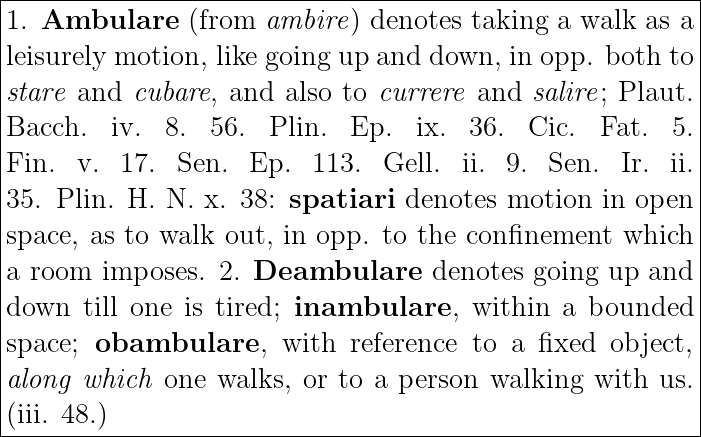 1. Ambulare (from ambire) denotes taking a walk as a
leisurely motion, like going up and down, in opp. both to
stare and cubare, and also to currere and salire; Plaut.
Bacch. iv. 8. 56. Plin. Ep. ix. 36. Cic. Fat. 5.
Fin. v. 17. Sen. Ep. 113. Gell. ii. 9. Sen. Ir. ii.
35. Plin. H. N. x. 38: spatiari denotes motion in open
space, as to walk out, in opp. to the confinement which
a room imposes. 2. Deambulare denotes going up and
down till one is tired; inambulare, within a bounded
space; obambulare, with reference to a fixed object,
along which one walks, or to a person walking with us.
(iii. 48.)